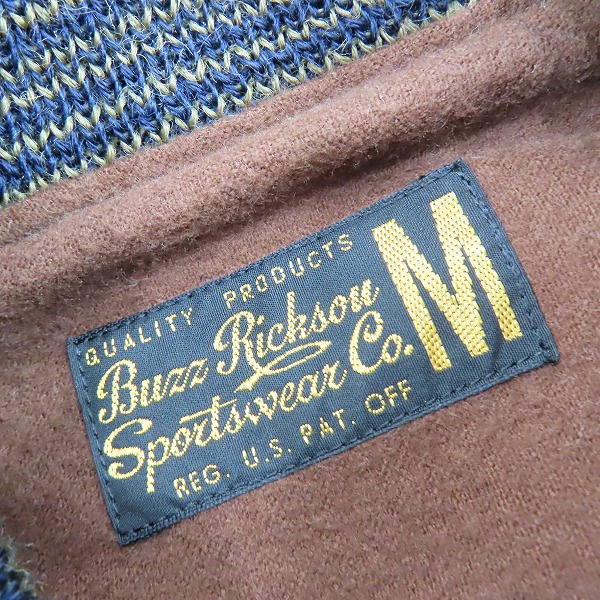 QUALITY PRODUCTS
Buzz Rickson
Sportswear Co.
REG. U.S. PAT. OFF
M